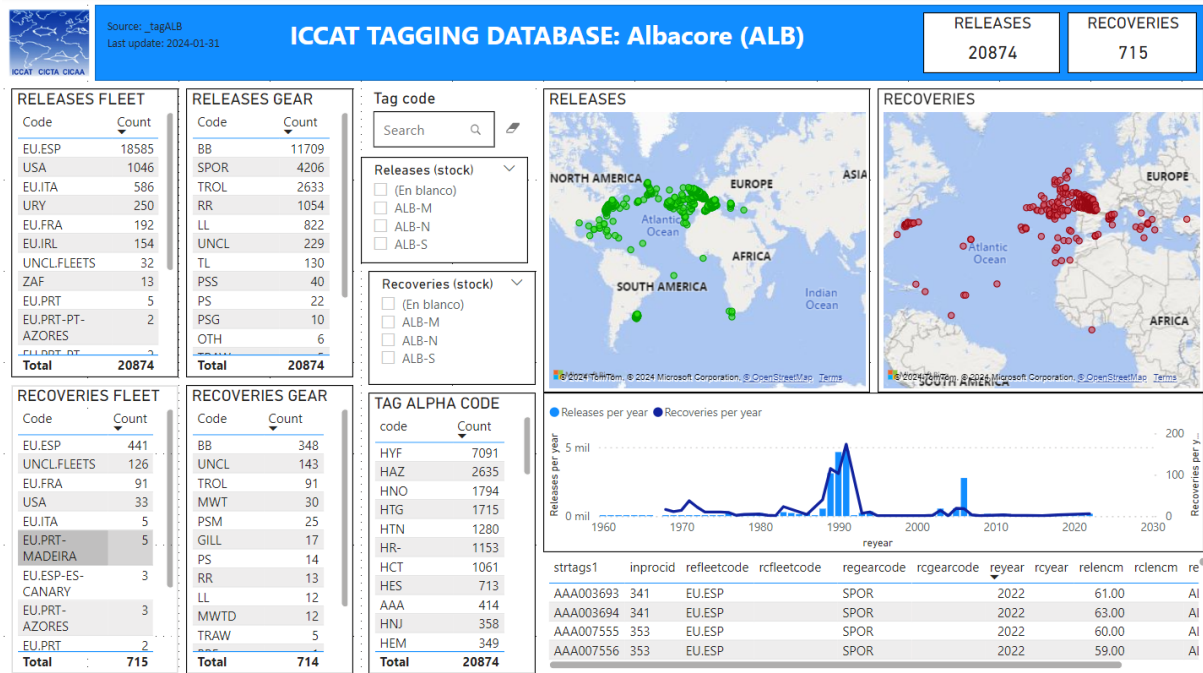 ICCAT CICTA CICAA
Source: _tagALB
Last update: 2024-01-31
ICCAT TAGGING DATABASE: Albacore (ALB)
RELEASES
20874
RECOVERIES
715
RELEASES FLEET
Code Count
EU.ESP 18585
USA 1046
EU.ITA 586
URY 250
EU.FRA 192
EU.IRL 154
UNCL.FLEETS 32
ZAF 13
EU.PRT 5
EU.PRT-PT-
AZORES 2
Total 20874
RELEASES GEAR
Code Count
BB 11709
SPOR 4206
TROL 2633
RR 1054
LL 822
UNCL 229
TL 130
PSS 40
PS 22
PSG 10
OTH 6
TRAW 5
Total 20874
Tag code
Search
Releases (stock)
(En blanco)
ALB-M
ALB-N
ALB-S
Recoveries (stock)
(En blanco)
ALB-M
ALB-N
ALB-S
RELEASES
NORTH AMERICA
EUROPE
ASIA
Atlantic
Ocean
AFRICA
SOUTH AMERICA
Indian
Ocean
© 2024 TomTom, © 2024 Microsoft Corporation, © OpenStreetMap Terms
RECOVERIES
EUROPE
Atlantic
Ocean
AFRICA
SOUTH AMERICA
© 2024 TomTom, © 2024 Microsoft Corporation, © OpenStreetMap Terms
RECOVERIES FLEET
Code Count
EU.ESP 441
UNCL.FLEETS 126
EU.FRA 91
USA 33
EU.ITA 5
EU.PRT-
MADEIRA 5
EU.ESP-ES-
CANARY 3
EU.PRT-
AZORES 3
EU.PRT 2
Total 715
RECOVERIES GEAR
Code Count
BB 348
UNCL 143
TROL 91
MWT 30
PSM 25
GILL 17
PS 14
RR 13
LL 12
MWTD 12
TRAW 5
Total 714
TAG ALPHA CODE
code Count
HYF 7091
HAZ 2635
HNO 1794
HTG 1715
HTN 1280
HR- 1153
HCT 1061
HES 713
AAA 414
HNJ 358
HEM 349
Total 20874
Releases per year Recoveries per year
Releases per year
5 mil
0 mil
1960 1970 1980 1990 2000 2010 2020 2030
reyear
200
100
0
Recoveries per y...
strtags1 inprocid refleetcode rcfleetcode regearcode rcgearcode reyear rcyear relencm rclencm re
AAA003693 341 EU.ESP SPOR 2022 61.00 Al
AAA003694 341 EU.ESP SPOR 2022 63.00 Al
AAA007555 353 EU.ESP SPOR 2022 60.00 Al
AAA007556 353 EU.ESP SPOR 2022 59.00 Al